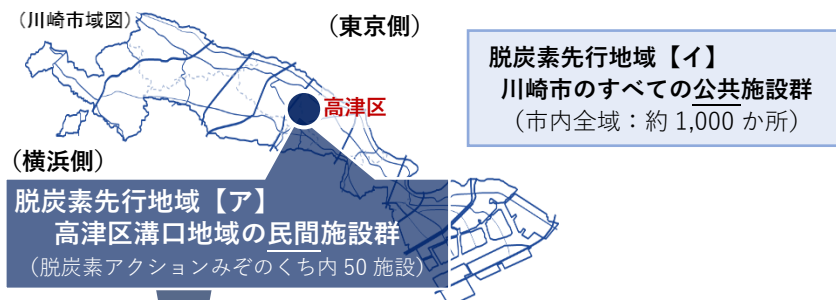 (川崎市域図)
(東京側)
高津区
(横浜側)
脱炭素先行地域【ア】
高津区溝口地域の民間施設群
（脱炭素アクションみぞのくち内 50 施設）
脱炭素先行地域【イ】
川崎市のすべての公共施設群
（市内全域：約 1,000 か所）